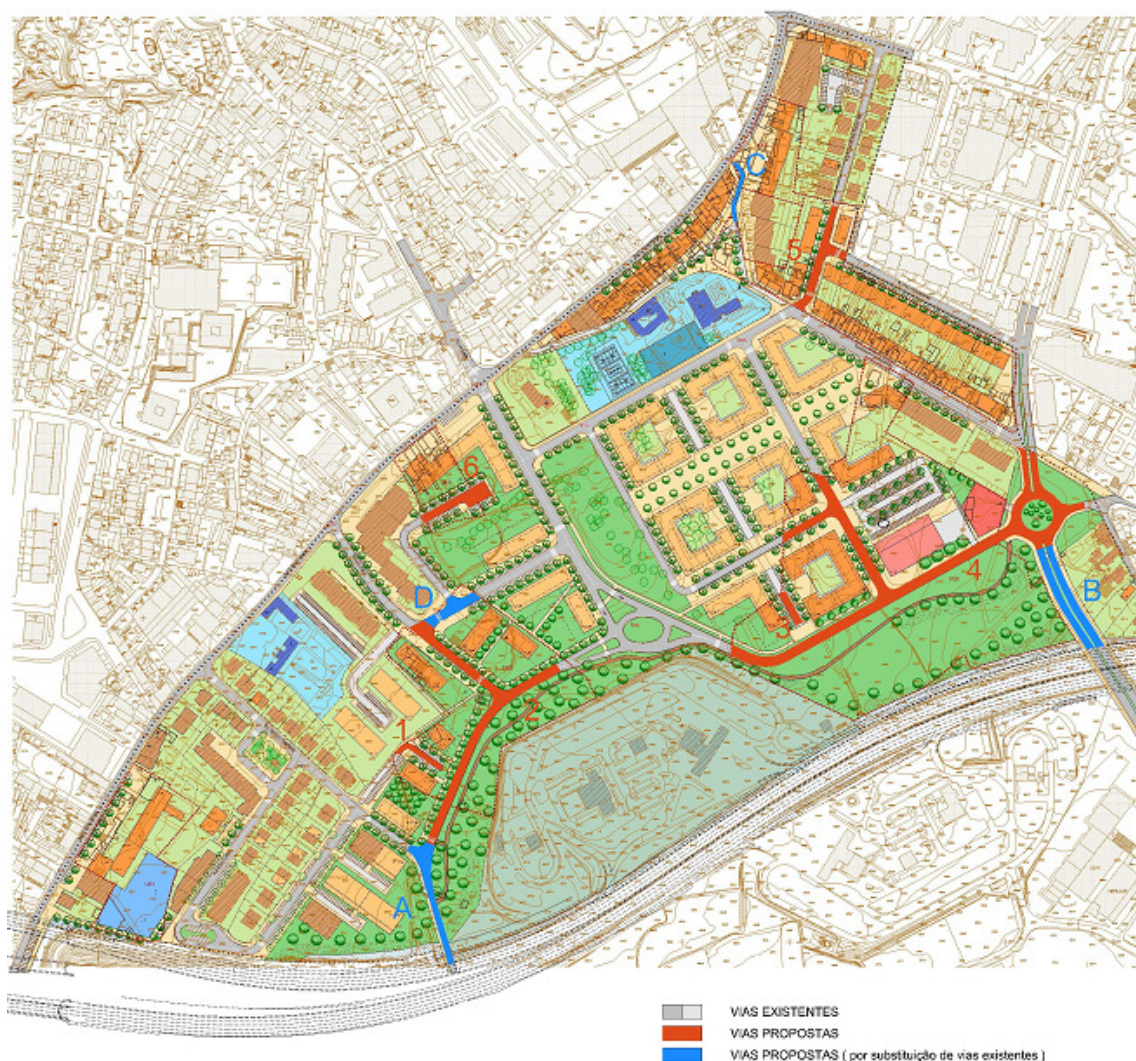 C
5
6
D
B
4
3
2
1
A
VIAS EXISTENTES
VIAS PROPOSTAS
VIAS PROPOSTAS ( por substituição de vias existentes )